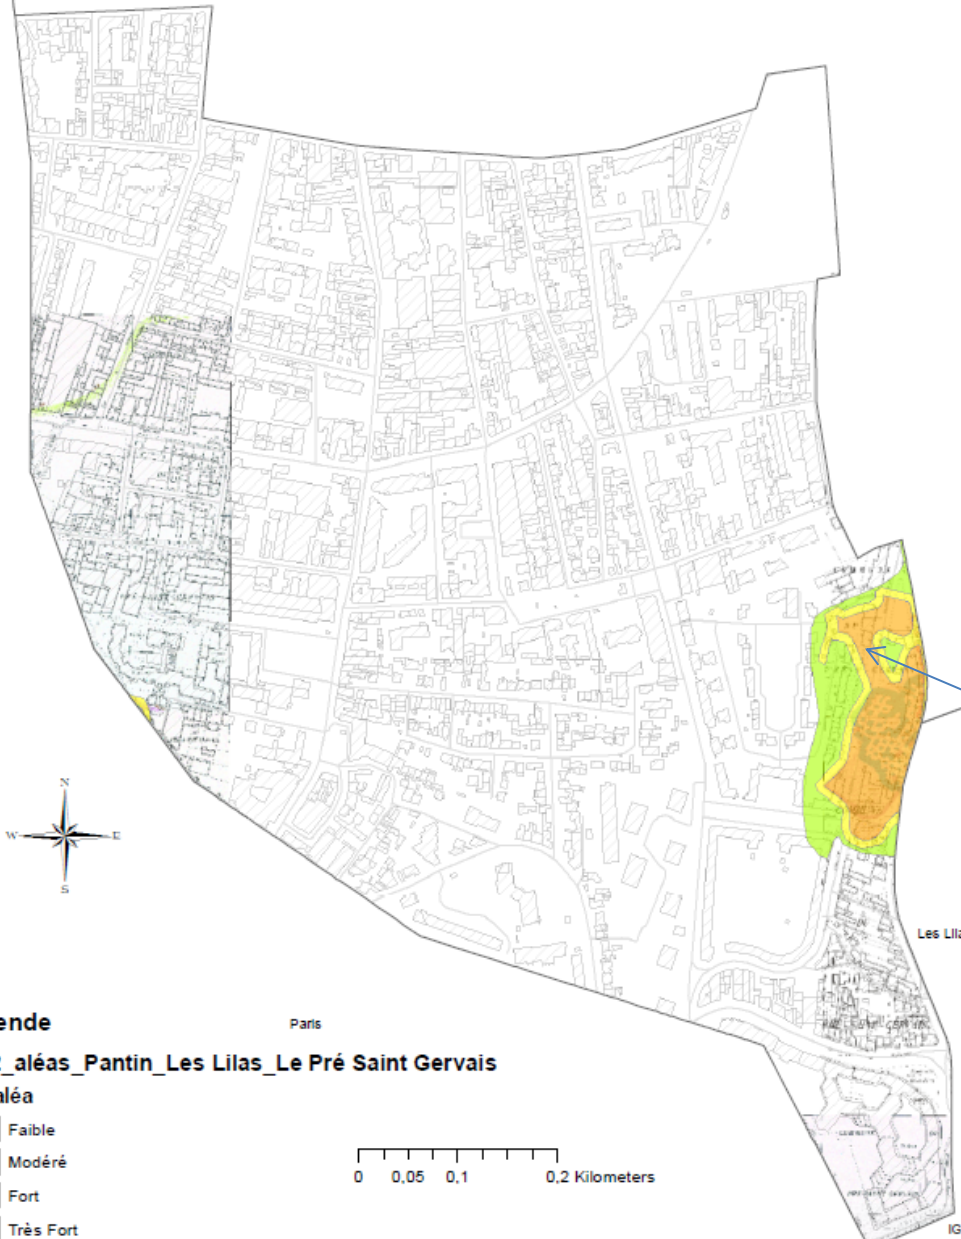 N
W
E
S
Les Lila
ende
Paris
_aléas_Pantin_Les Lilas_Le Pré Saint Gervais
aléa
Faible
Modéré
Fort
Très Fort
0 0,05 0,1 0,2 Kilometers
IG